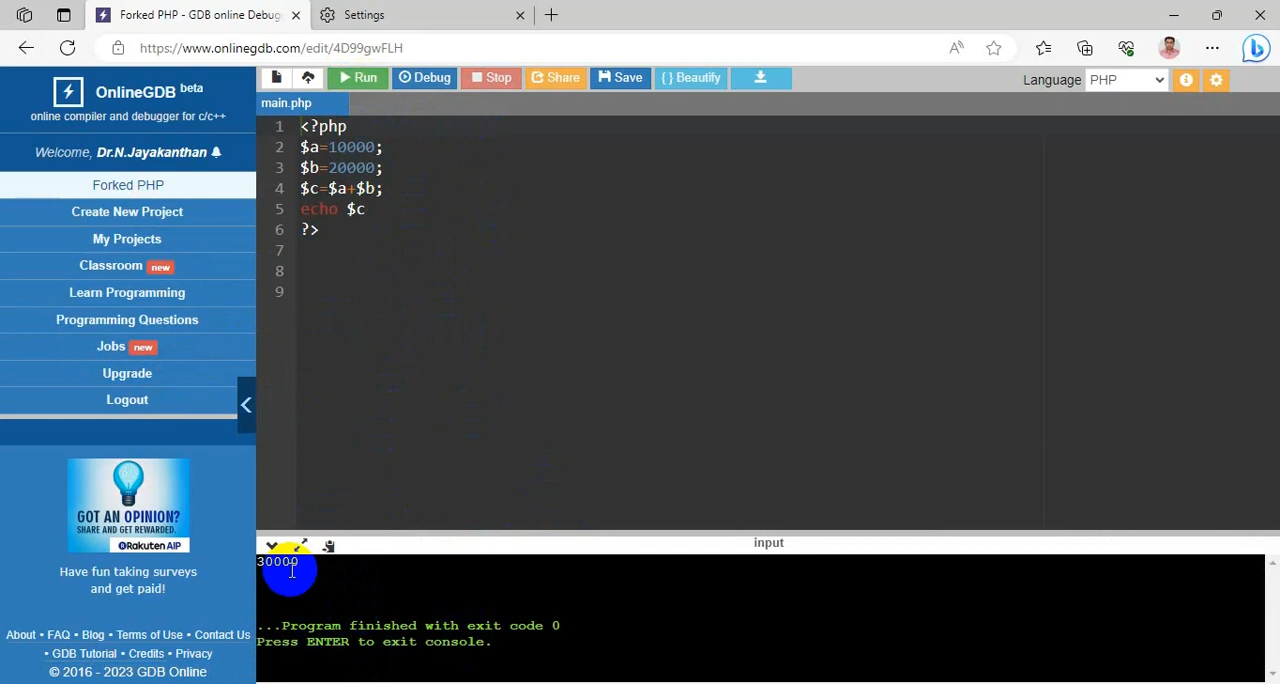 Forked PHP - GDB online Debug
Settings
https://www.onlinegdb.com/edit/4D99gwFLH
OnlineGDB beta
online compiler and debugger for c/c++
Welcome, Dr.N.Jayakanthan
Forked PHP
Create New Project
My Projects
Classroom new
Learn Programming
Programming Questions
Jobs new
Upgrade
Logout
GOT AN OPINION?
SHARE AND GET REWARDED.
Rakuten AIP
Have fun taking surveys
and get paid!
About • FAQ • Blog • Terms of Use • Contact Us
• GDB Tutorial • Credits • Privacy
© 2016 - 2023 GDB Online
Run Debug Stop Share Save { } Beautify
Language PHP
main.php
1 <?php
2 $a=10000;
3 $b=20000;
4 $c=$a+$b;
5 echo $c
6 ?>
7
8
9
input
30000
...Program finished with exit code 0
Press ENTER to exit console.